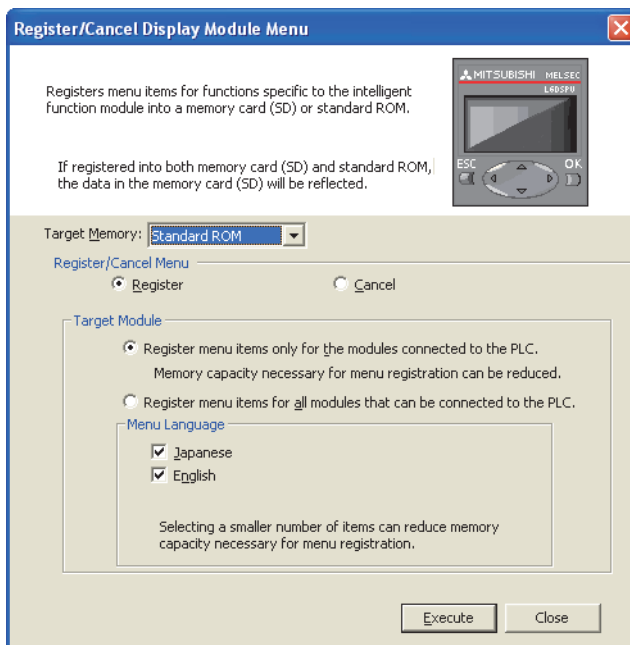 Register/Cancel Display Module Menu
Registers menu items for functions specific to the intelligent
function module into a memory card (SD) or standard ROM.
If registered into both memory card (SD) and standard ROM,
the data in the memory card (SD) will be reflected.
MITSUBISHI MELSEC
L6DSPU
ESC OK
Target Memory: Standard ROM
Register/Cancel Menu
Register Cancel
Target Module
Register menu items only for the modules connected to the PLC.
Memory capacity necessary for menu registration can be reduced.
Register menu items for all modules that can be connected to the PLC.
Menu Language
Japanese
English
Selecting a smaller number of items can reduce memory
capacity necessary for menu registration.
Execute Close